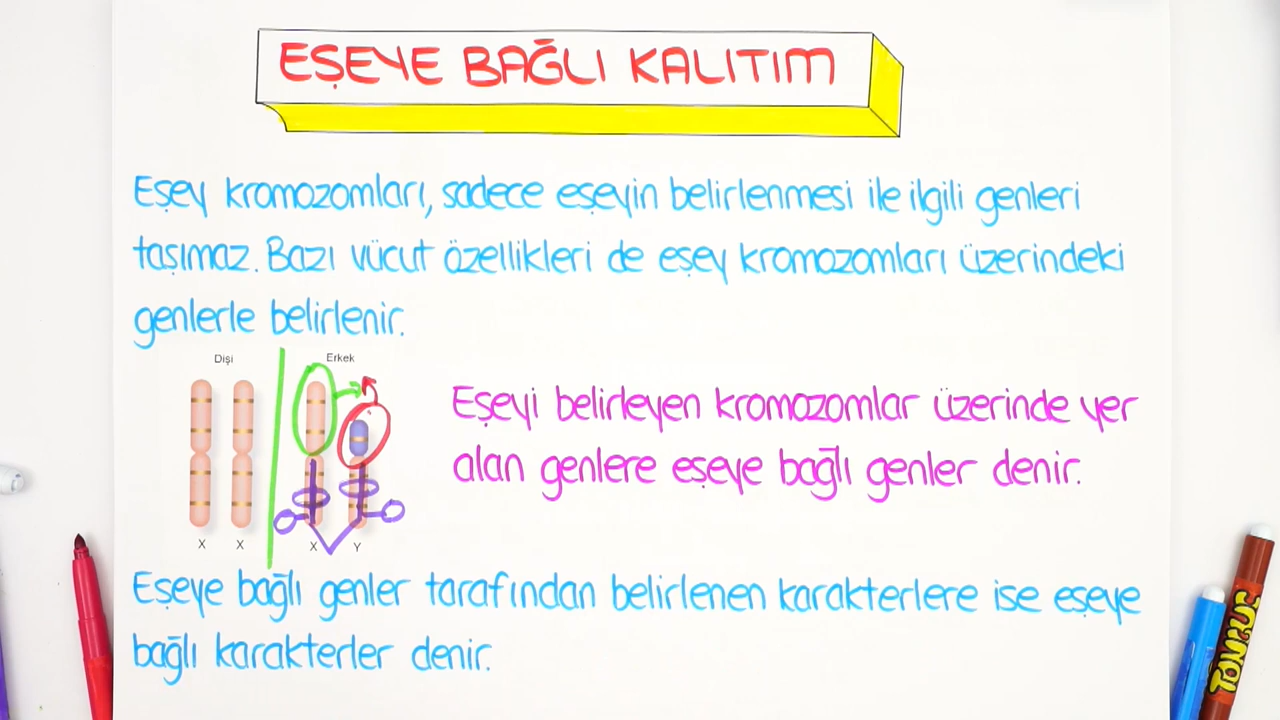 EŞEYE BAĞLI KALITIM
Eşey kromozomları, sadece eşeyin belirlenmesi ile ilgili genleri
taşımaz. Bazı vücut özellikleri de eşey kromozomları üzerindeki
genlerle belirlenir.
Dişi
Erkek
X
X
X
Y
Eşeyi belirleyen kromozomlar üzerinde yer
alan genlere eşeye bağlı genler denir.
Eşeye bağlı genler tarafından belirlenen karakterlere ise eşeye
bağlı karakterler denir.
TONGUÇ